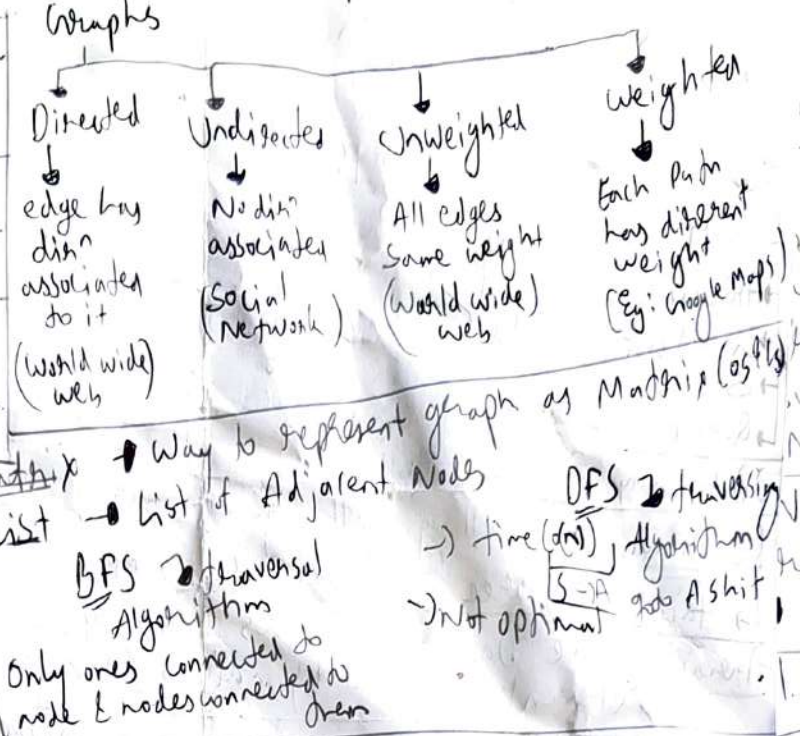 Graphs
Directed
Undirected
Unweighted
Weighted
edge has
dirⁿ
associated
to it
(World wide)
web
No dirⁿ
associated
(Social
Network)
All edges
Same weight
(World wide)
web
Each Path
has diferent
weight
(Eg: Google Maps)
Way to represent graph as Matrix (
List of Adjacent Nodes
BFS traversal
Algorithms
Only ones connected to
node & nodes connected to
them
DFS traversing
Algorithm
time (o(n))
Not optimal